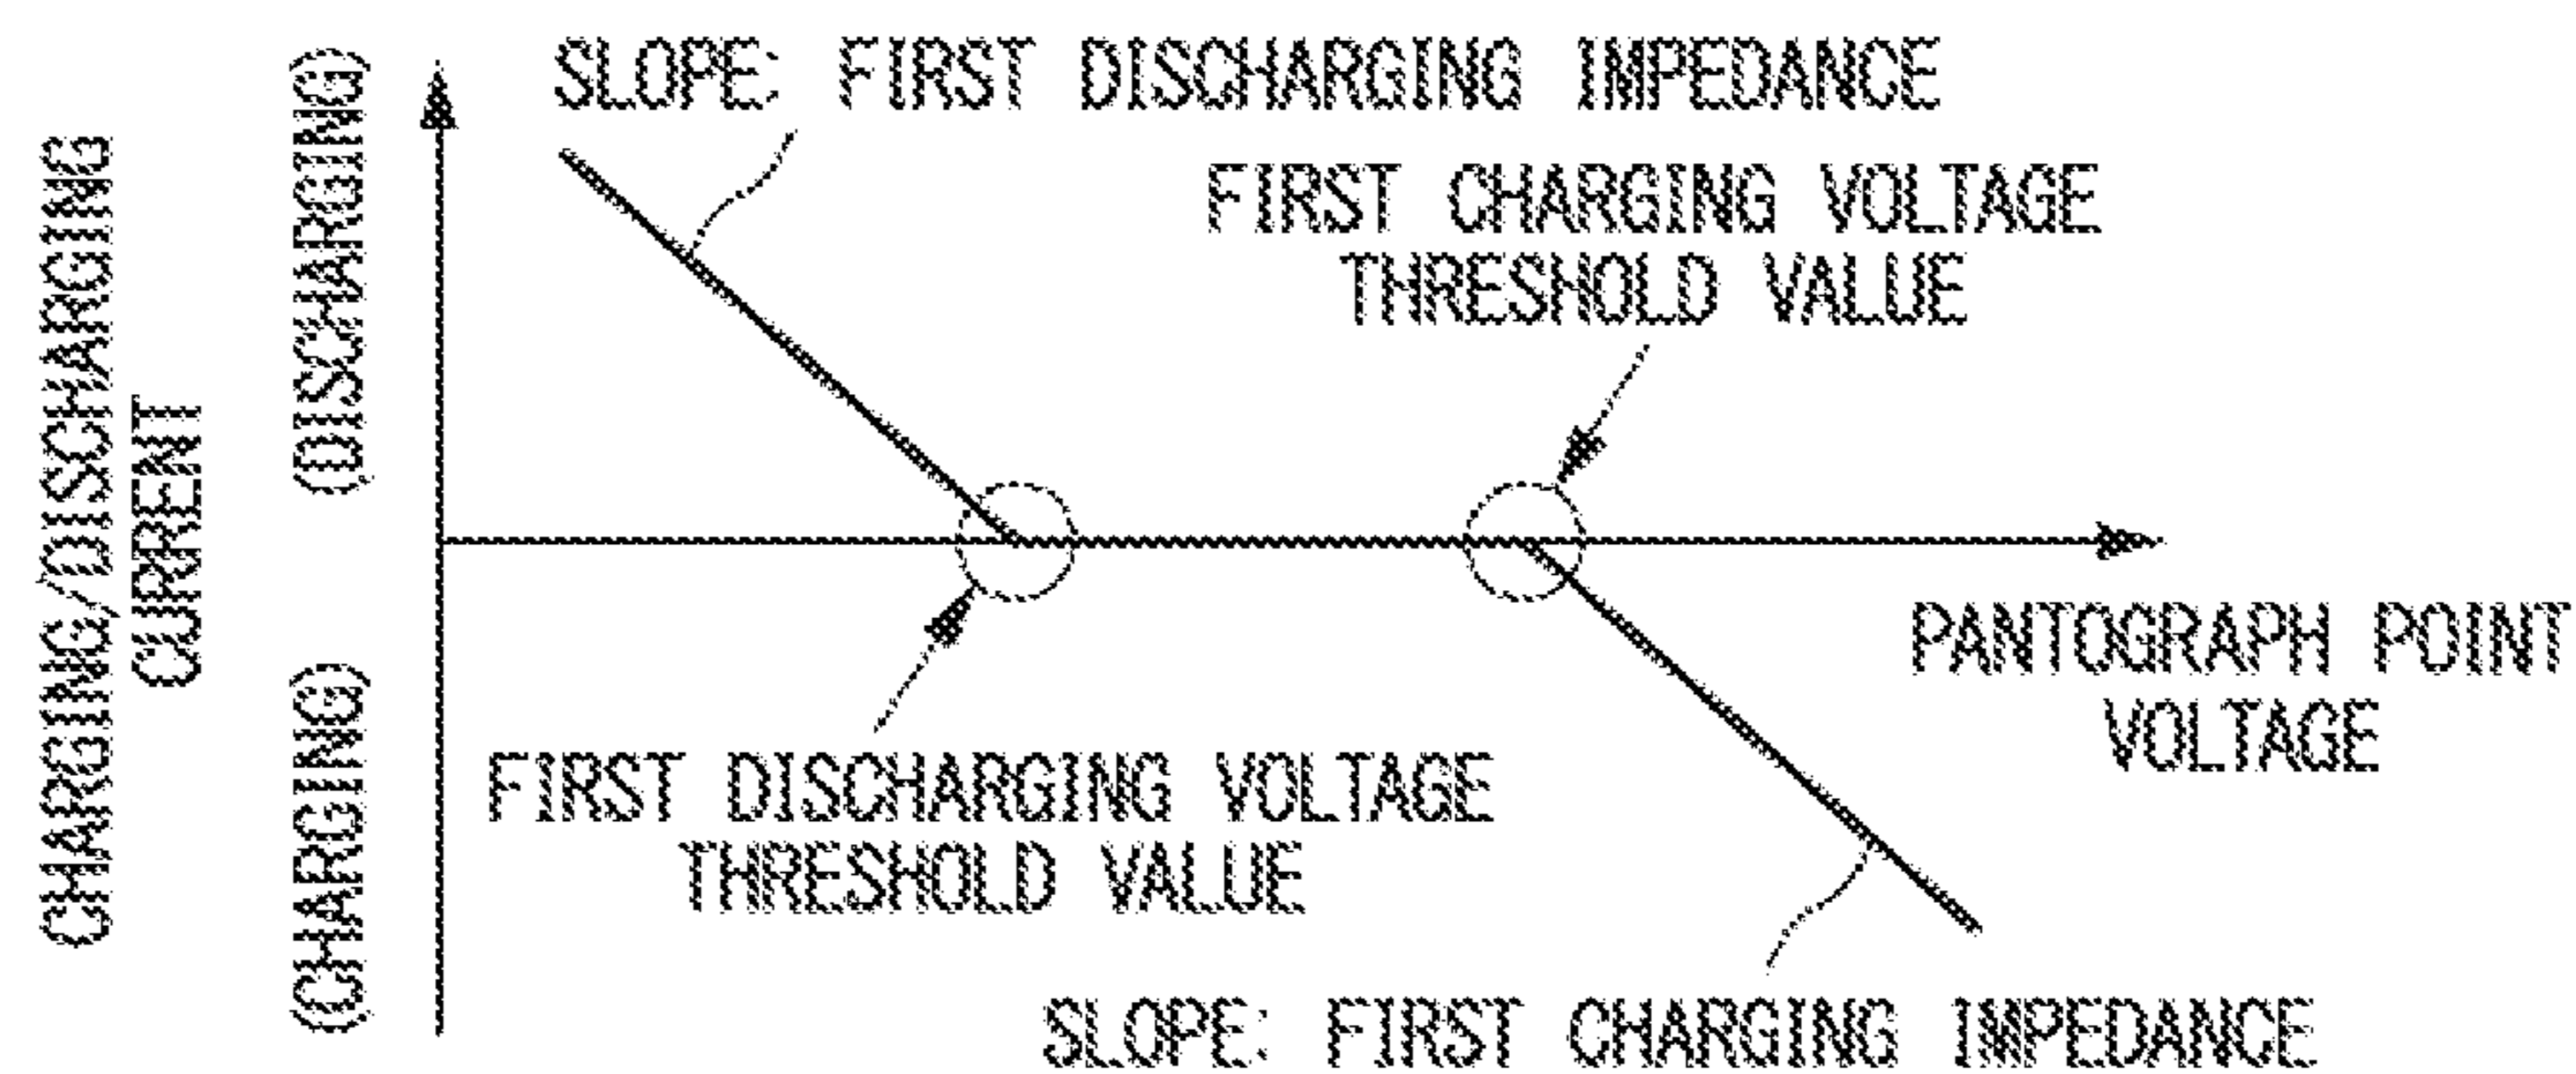 CHARGING/DISCHARGING
CURRENT
(DISCHARGING)
(CHARGING)
SLOPE: FIRST DISCHARGING IMPEDANCE
FIRST CHARGING VOLTAGE
THRESHOLD VALUE
PANTOGRAPH POINT
VOLTAGE
FIRST DISCHARGING VOLTAGE
THRESHOLD VALUE
SLOPE: FIRST CHARGING IMPEDANCE